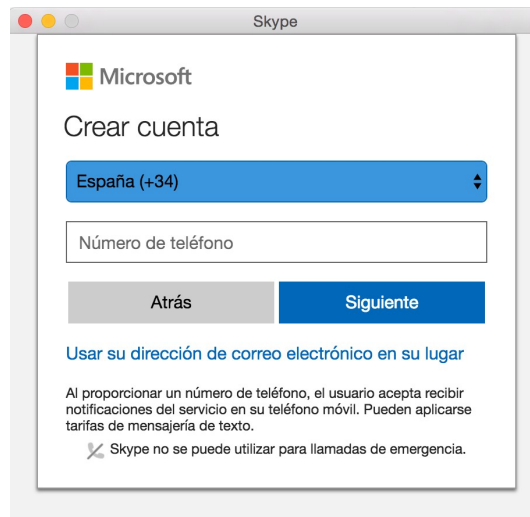 Skype
Microsoft
Crear cuenta
España (+34)
Número de teléfono
Atrás
Siguiente
Usar su dirección de correo electrónico en su lugar
Al proporcionar un número de teléfono, el usuario acepta recibir
notificaciones del servicio en su teléfono móvil. Pueden aplicarse
tarifas de mensajería de texto.
Skype no se puede utilizar para llamadas de emergencia.